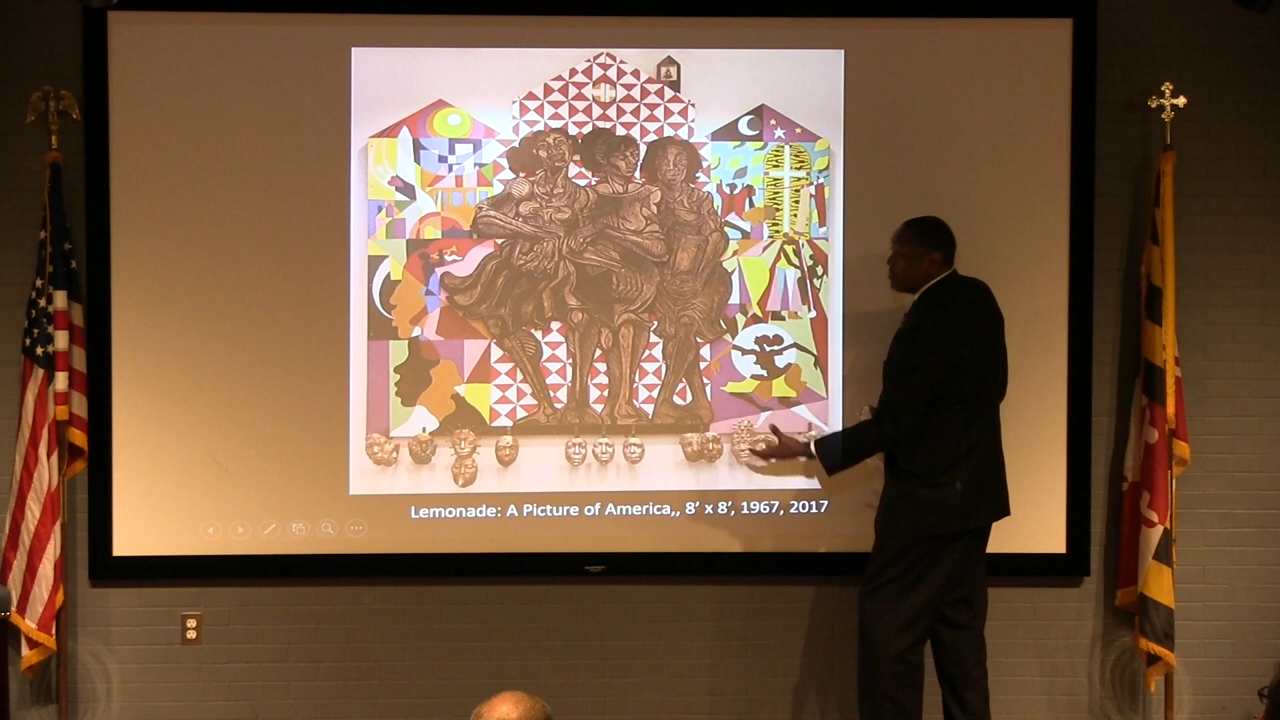 Lemonade: A Picture of America,, 8’ x 8’, 1967, 2017